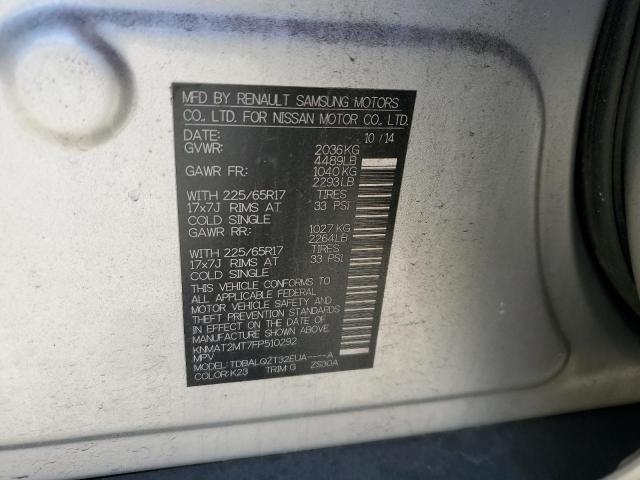 MFD BY RENAULT SAMSUNG MOTORS
CO., LTD. FOR NISSAN MOTOR CO., LTD.
DATE: 10/14
GVWR: 2036KG
4489LB
GAWR FR: 1040KG
2293LB
WITH 225/65R17 TIRES
17x7J RIMS AT 33 PSI
COLD SINGLE
GAWR RR: 1027KG
2264LB
WITH 225/65R17 TIRES
17x7J RIMS AT 33 PSI
COLD SINGLE
THIS VEHICLE CONFORMS TO
ALL APPLICABLE FEDERAL
MOTOR VEHICLE SAFETY AND
THEFT PREVENTION STANDARDS
IN EFFECT ON THE DATE OF
MANUFACTURE SHOWN ABOVE.
KNMAT2MT7FP510292
MPV
MODEL: TDBALQZT32EUA----A
COLOR: K23 TRIM G ZS30A